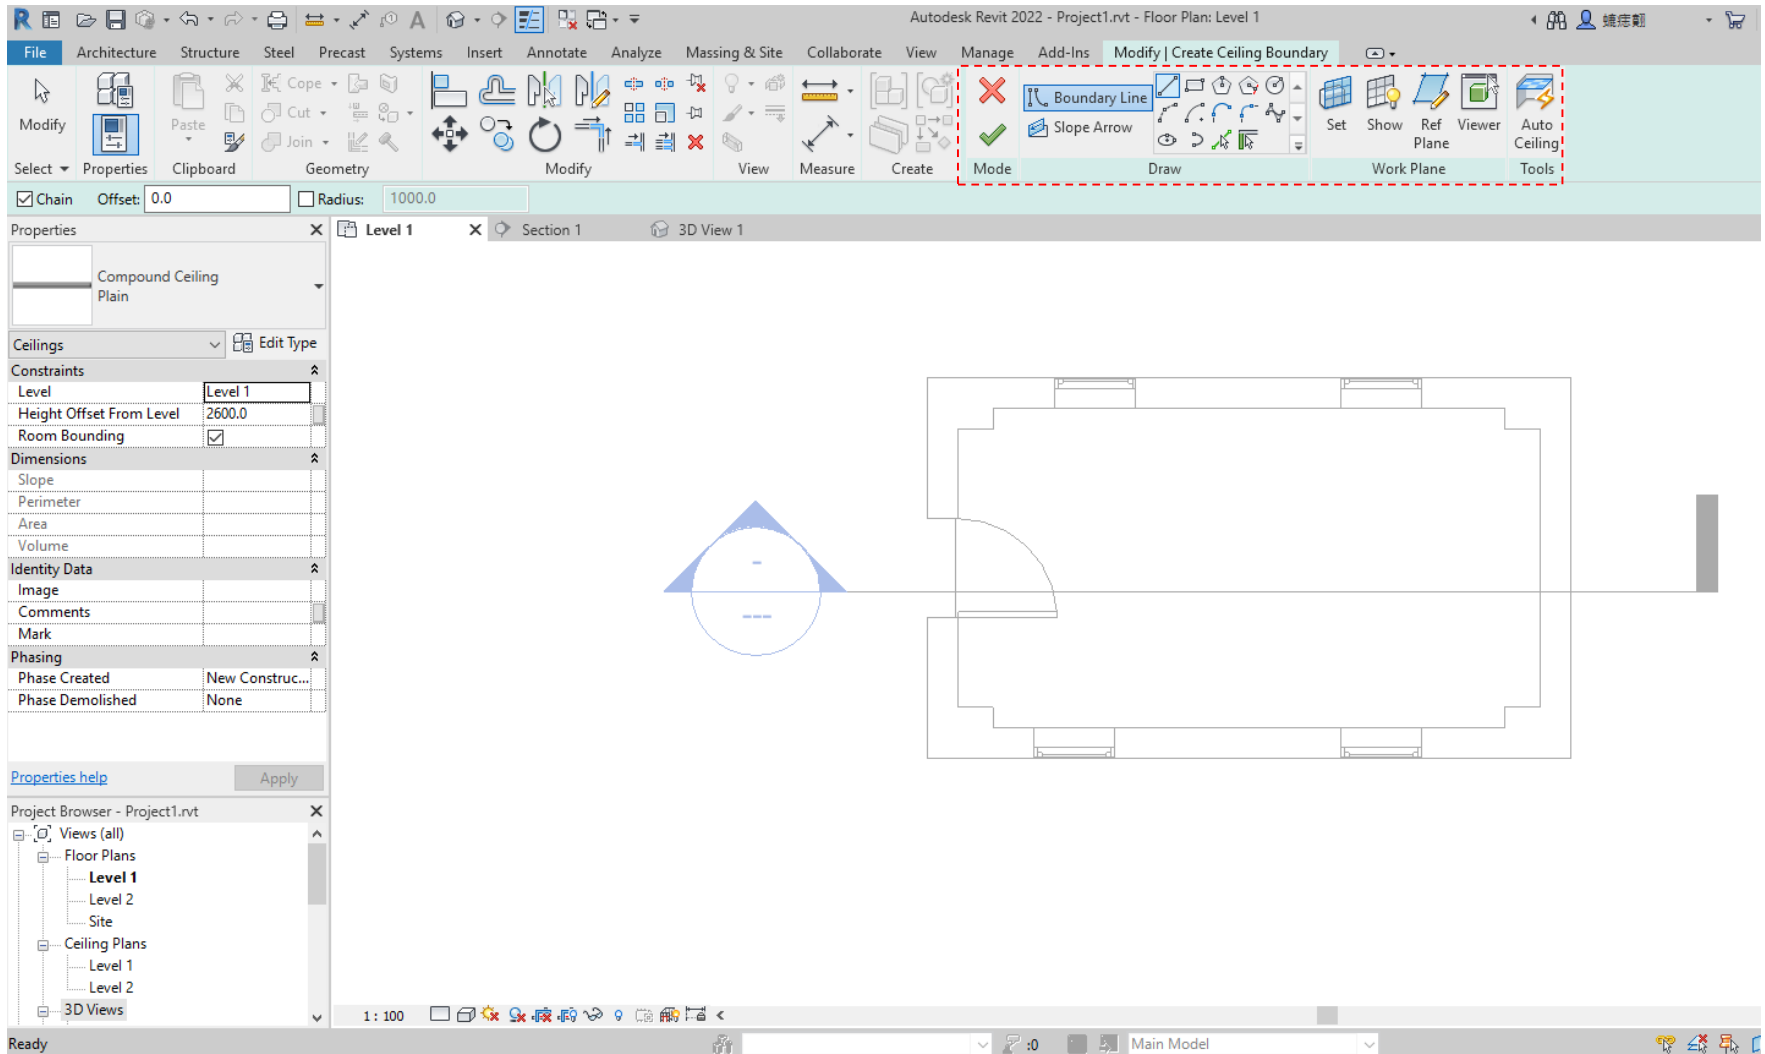 Autodesk Revit 2022 - Project1.rvt - Floor Plan: Level 1
File Architecture Structure Steel Precast Systems Insert Annotate Analyze Massing & Site Collaborate View Manage Add-Ins Modify | Create Ceiling Boundary
Modify
Paste
Cope
Cut
Join
Boundary Line
Slope Arrow
Set Show Ref Plane Viewer
Auto Ceiling
Select Properties Clipboard Geometry Modify View Measure Create Mode Draw Work Plane Tools
Chain Offset: 0.0 Radius: 1000.0
Properties
Level 1 Section 1 3D View 1
Compound Ceiling
Plain
Ceilings Edit Type
Constraints
Level Level 1
Height Offset From Level 2600.0
Room Bounding
Dimensions
Slope
Perimeter
Area
Volume
Identity Data
Image
Comments
Mark
Phasing
Phase Created New Construc...
Phase Demolished None
Properties help Apply
Project Browser - Project1.rvt
Views (all)
Floor Plans
Level 1
Level 2
Site
Ceiling Plans
Level 1
Level 2
3D Views
1 : 100
Ready :0 Main Model